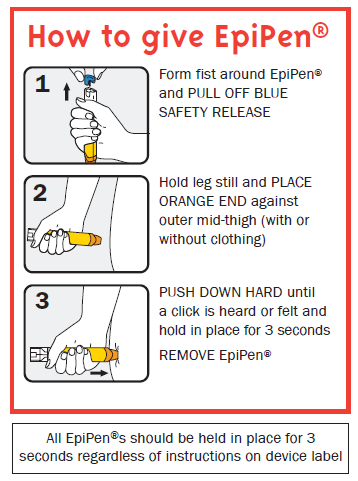 How to give EpiPen®
1
Form fist around EpiPen®
and PULL OFF BLUE
SAFETY RELEASE
2
Hold leg still and PLACE
ORANGE END against
outer mid-thigh (with or
without clothing)
3
PUSH DOWN HARD until
a click is heard or felt and
hold in place for 3 seconds
REMOVE EpiPen®
All EpiPen®s should be held in place for 3
seconds regardless of instructions on device label